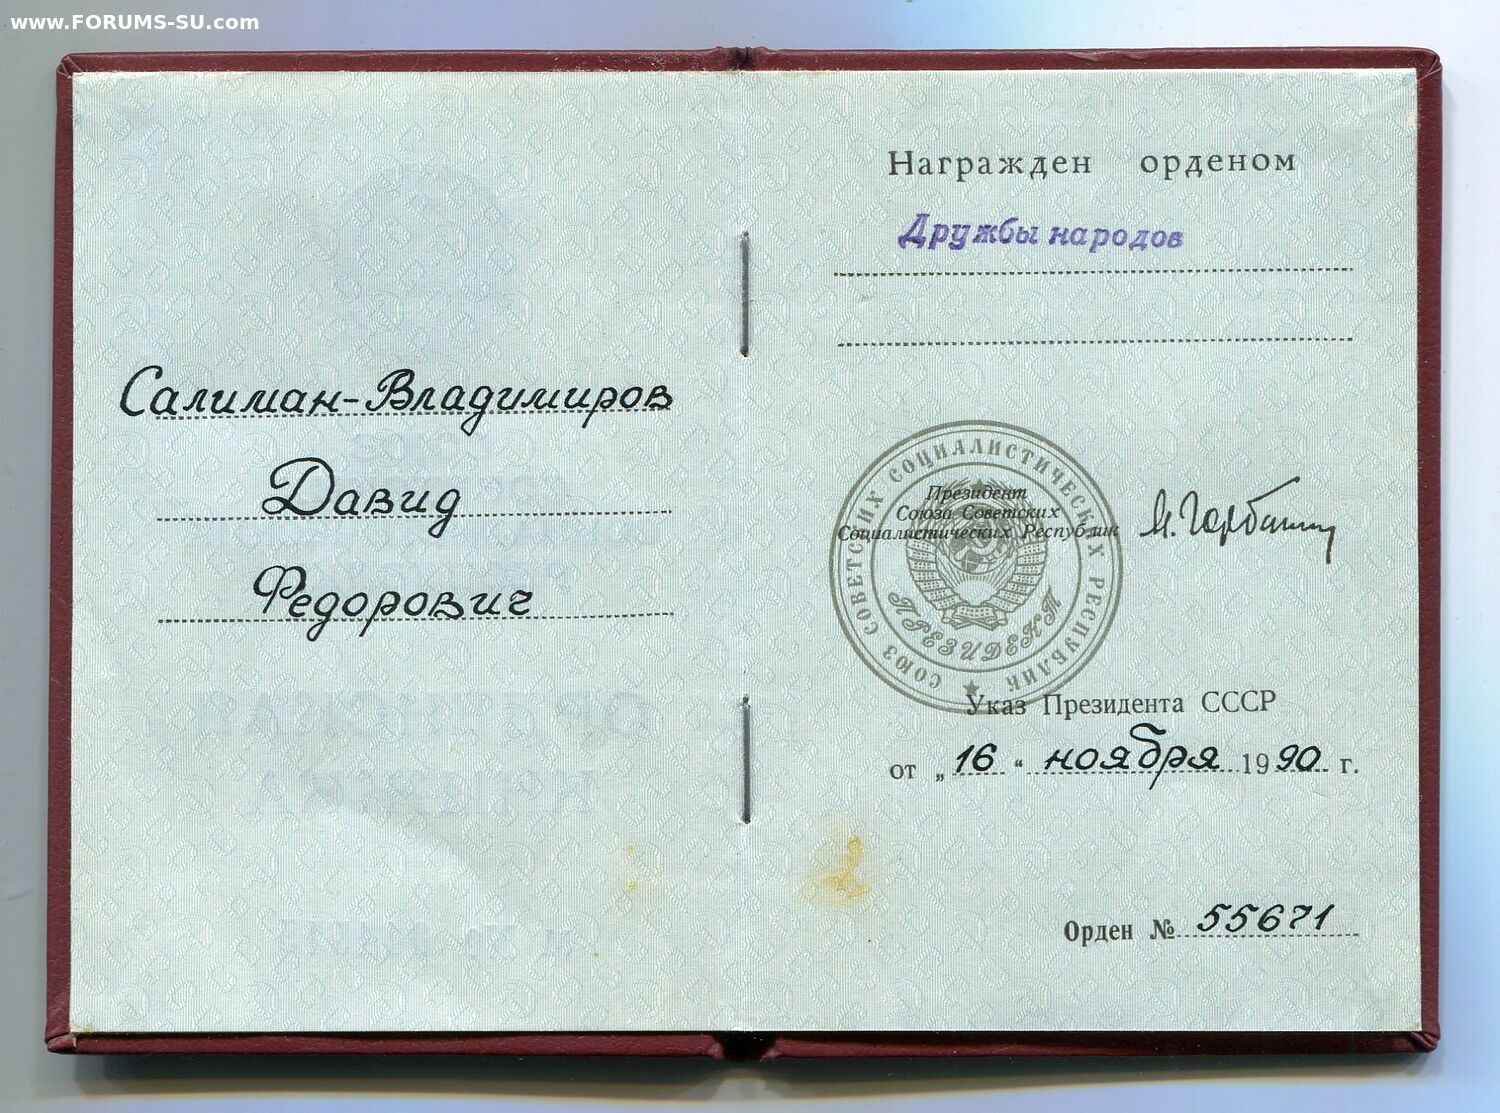 www.FORUMS-SU.com
Салиман-Владимиров
Давид
Федорович
Награжден орденом
Дружбы народов
СОЮЗ СОВЕТСКИХ СОЦИАЛИСТИЧЕСКИХ РЕСПУБЛИК
Президент
Союза Советских
Социалистических Республик
М. Горбачев
ПРЕЗИДЕНТ
Указ Президента СССР
от „16“ ноября 1990 г.
Орден № 55671